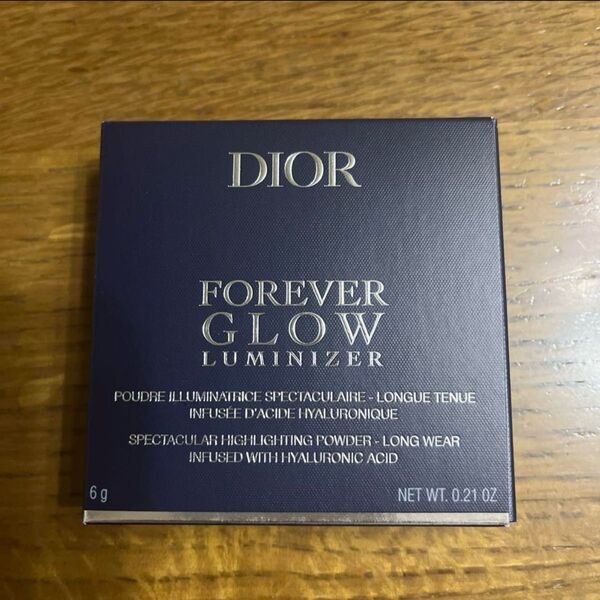 DIOR
FOREVER
GLOW
LUMINIZER
POUDRE ILLUMINATRICE SPECTACULAIRE - LONGUE TENUE
INFUSÉE D'ACIDE HYALURONIQUE
SPECTACULAR HIGHLIGHTING POWDER - LONG WEAR
INFUSED WITH HYALURONIC ACID
6 g NET WT. 0.21 OZ